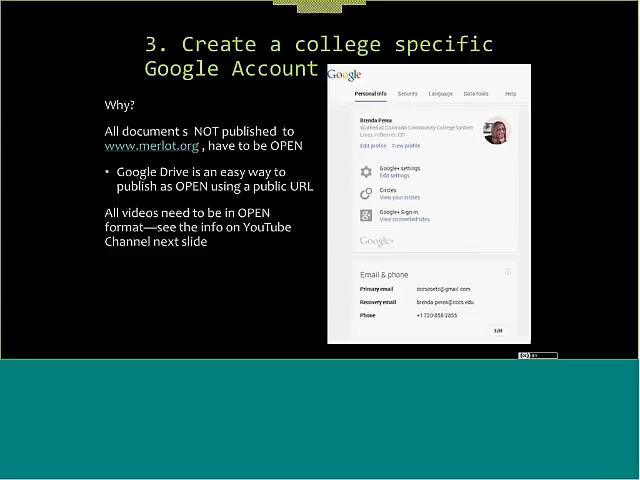 3. Create a college specific
Google Account
Why?
All document s NOT published to
www.merlot.org , have to be OPEN
• Google Drive is an easy way to
publish as OPEN using a public URL
All videos need to be in OPEN
format—see the info on YouTube
Channel next slide
Google
Personal info Security Language Data tools Help
Brenda Perea
Worked at Colorado Community College System
Lives in Denver, CO
Edit profile View profile
Google+ settings
Edit settings
Circles
View your circles
Google+ Sign-in
View connected sites
Google+
Email & phone
Primary email cccscoetc@gmail.com
Recovery email brenda.perea@cccs.edu
Phone +1 720-858-2855
Edit
CC BY